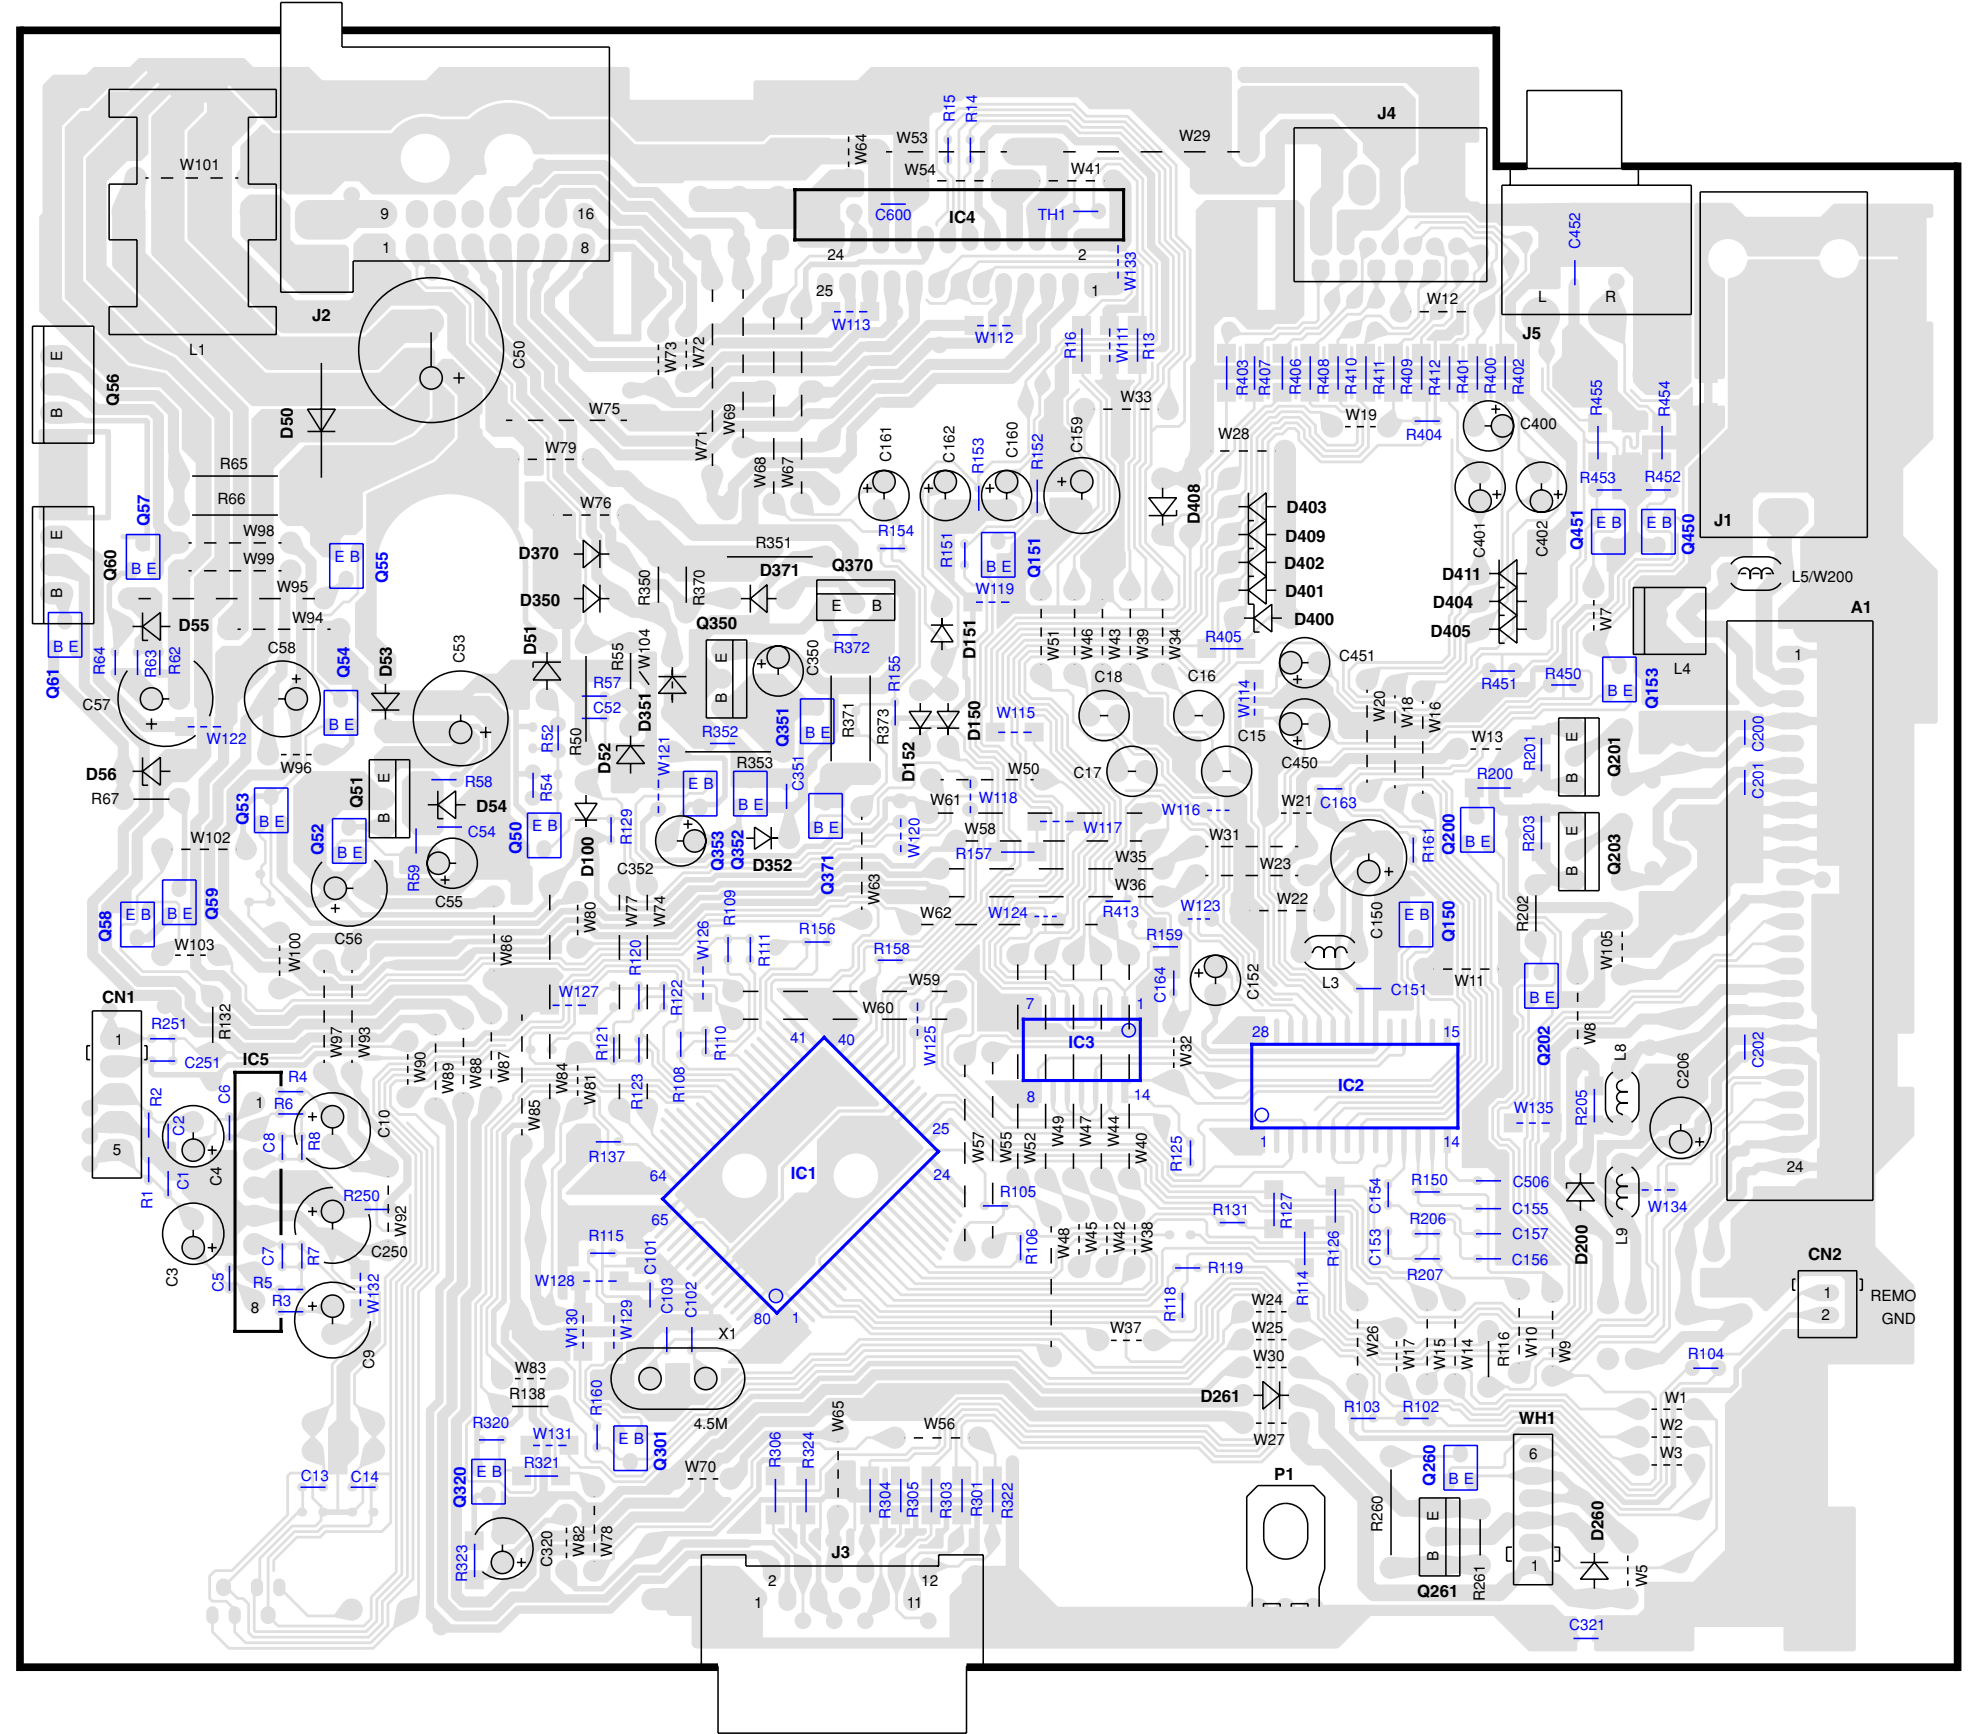 R15
R14
J4
W64
W53
W29
W101
W54
W41
9
16
C600
IC4
TH1
C452
1
8
24
2
W133
25
1
L
R
W12
J2
W113
W112
R16
W111
R13
J5
L1
E
B
Q56
C50
W73
W72
R403
R407
R406
R408
R410
R411
R409
R412
R401
R400
R402
D50
+
W75
W71
W69
W33
W19
R404
C400
R455
R454
W28
W79
W68
W67
C161
C162
R153
C160
R152
C159
R65
R66
W98
W99
Q57
B E
Q60
E
B
W76
D408
D403
D409
D402
D401
D400
C401
C402
R453
R452
Q451
E B
E B
Q450
J1
Q55
E B
D370
R351
R154
R151
Q151
B E
D371
Q370
E
B
D350
R350
R370
W119
D411
D404
D405
L5/W200
A1
W95
W94
D55
Q61
B E
R64
R63
R62
C58
Q54
B E
D53
C53
D51
R55
W104
R57
C52
D351
Q350
E
B
C350
R372
D151
W51
W46
W43
W39
W34
R405
W7
L4
1
C57
W122
C451
R451
R450
Q153
B E
R155
Q351
B E
R371
R373
D152
D150
W115
C18
C16
W114
C15
C450
W20
W18
W16
W13
R201
Q201
E
B
C200
C201
D56
R67
W96
Q51
E
B
R58
D54
C54
R52
R50
R54
D52
W121
R352
R353
C351
W50
W61
W118
W58
W117
C17
W116
W21
C163
R200
Q53
B E
Q52
B E
Q50
E B
D100
R129
C352
Q353
E B
Q352
B E
D352
Q371
B E
W120
R157
W31
W35
W36
W23
W22
R161
Q200
B E
R203
Q203
E
B
W102
R59
C55
C56
Q58
E B
Q59
B E
W103
W100
W86
W80
W77
W74
W126
R109
R111
R156
R158
W63
W62
W124
R413
W123
R159
C164
C152
C150
Q150
E B
L3
C151
W11
R202
W105
Q202
B E
W8
R120
W127
R122
W59
W60
W125
7
1
IC3
8
14
W32
28
15
IC2
1
14
C202
CN1
1
5
R132
R251
C251
IC5
1
8
R4
R6
W97
W93
W90
W89
W88
W87
W84
W81
W85
R121
R123
R108
R110
41
40
R2
C2
C6
C4
C8
R8
C10
R137
64
65
IC1
25
24
W57
W55
W52
W49
W47
W44
W40
R125
W135
R205
L8
C206
24
R1
C1
R250
W92
R105
R131
R127
C154
R150
C506
C155
R206
C153
C157
C156
R207
D200
L9
W134
C3
C5
C7
R7
C250
R5
R3
W132
C9
R115
C101
W128
C103
C102
W130
W129
80
1
X1
R106
W48
W45
W42
W38
R119
R118
R114
R126
W37
W24
W25
W30
D261
W27
W26
W17
W15
W14
R116
W10
W9
CN2
1
2
REMO
GND
R104
W83
R138
R160
4.5M
R320
W131
R321
Q301
E B
Q320
E B
W70
R306
R324
W65
W56
R304
R305
R303
R301
R322
R103
R102
WH1
6
1
W1
W2
W3
C13
C14
P1
R260
Q260
B E
E
B
Q261
R261
D260
W5
R323
C320
W82
W78
J3
2
12
1
11
C321